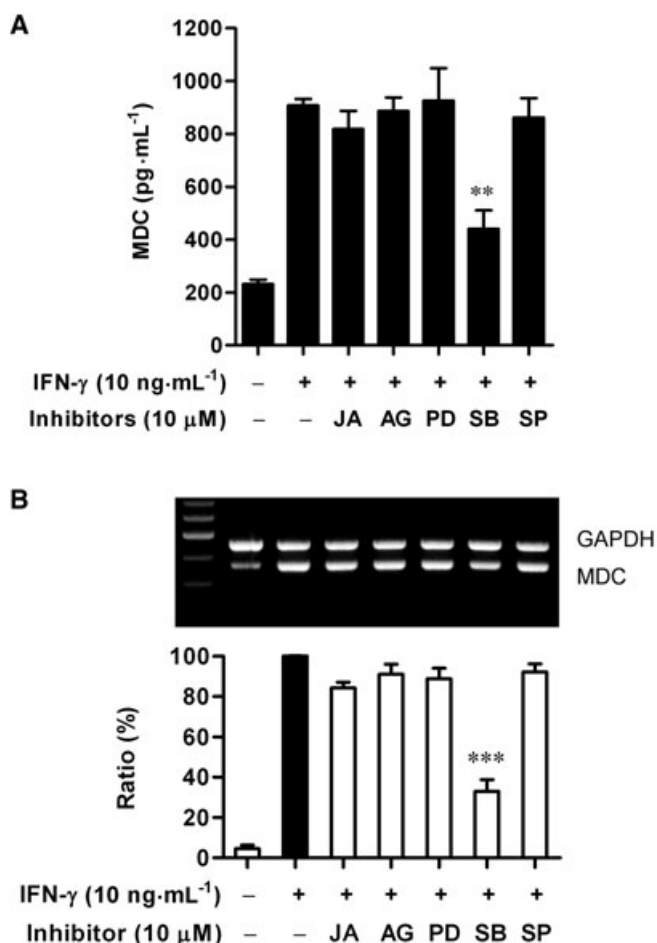 A
1200
1000
800
600
400
200
0
MDC (pg·mL⁻¹)
**
IFN-γ (10 ng·mL⁻¹) – + + + + + +
Inhibitors (10 µM) – – JA AG PD SB SP
B
GAPDH
MDC
100
80
60
40
20
0
Ratio (%)
***
IFN-γ (10 ng·mL⁻¹) – + + + + + +
Inhibitor (10 µM) – – JA AG PD SB SP